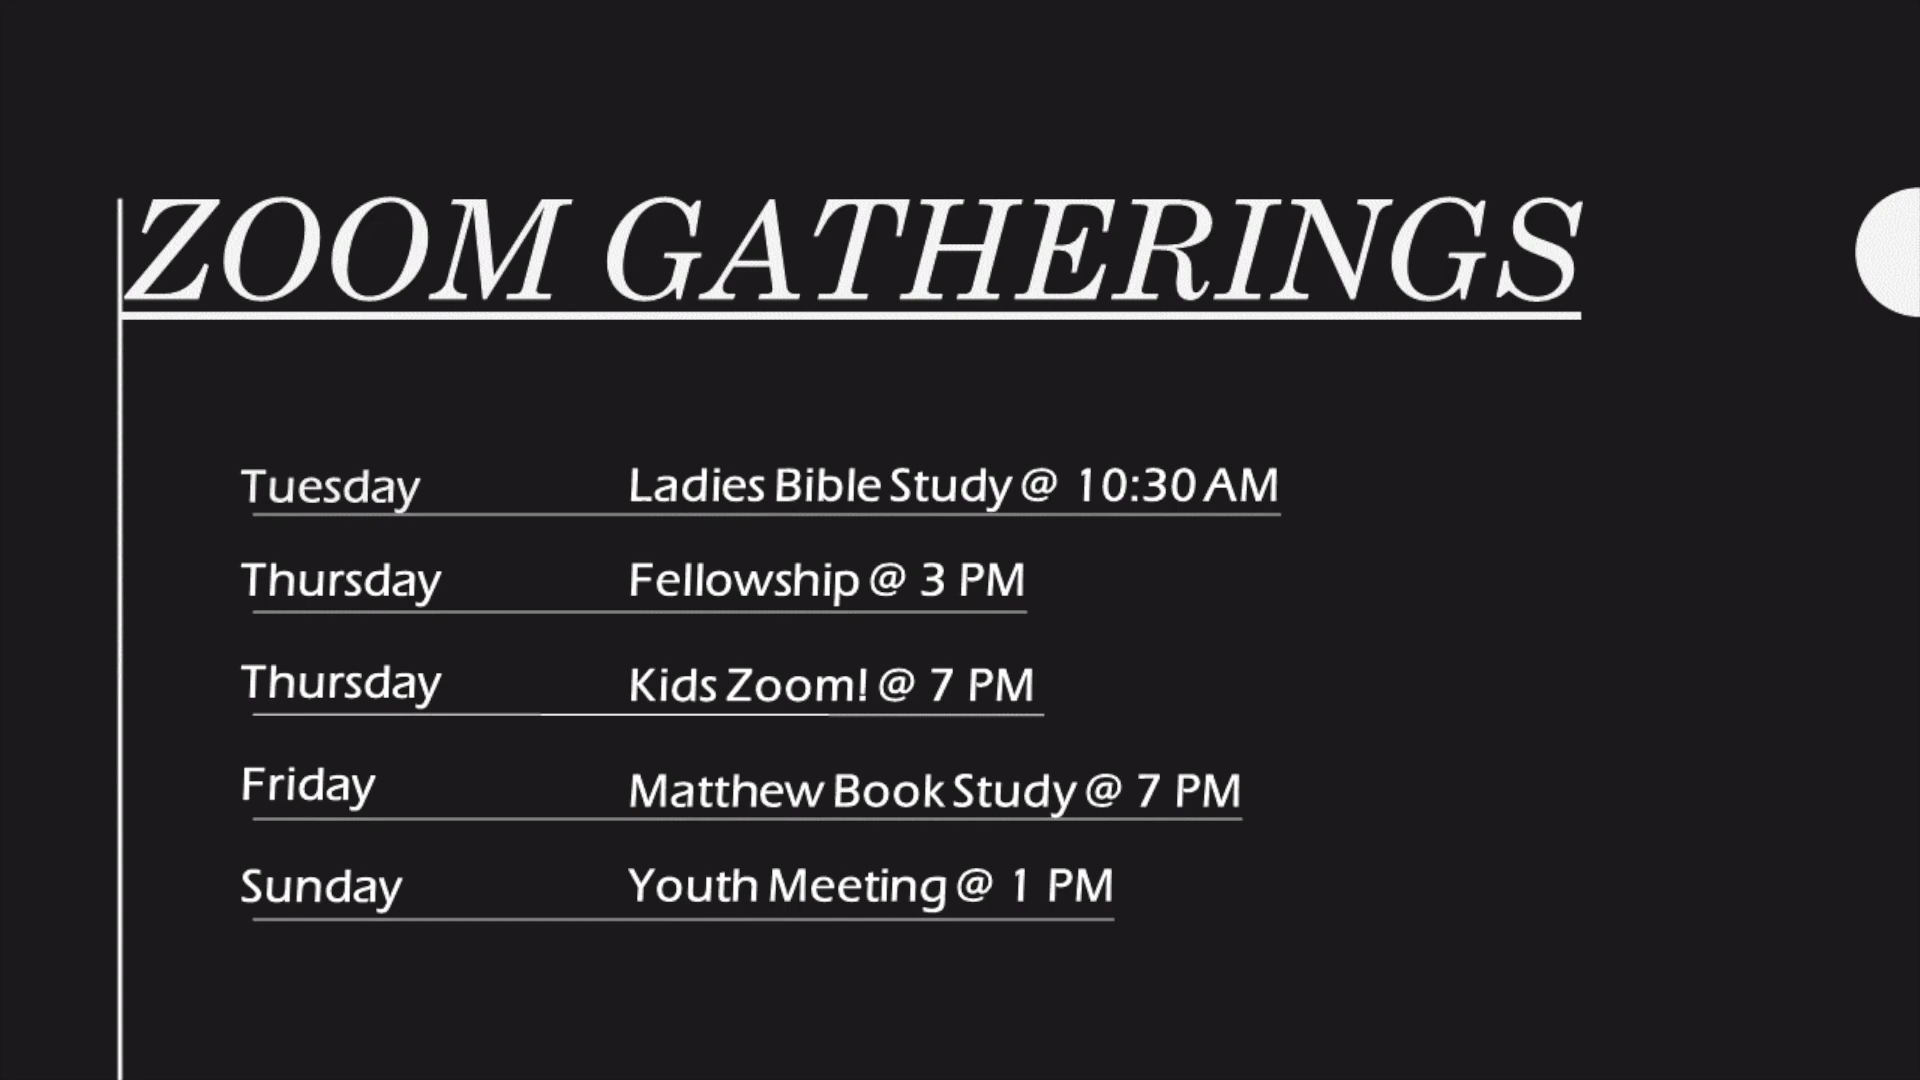 ZOOM GATHERINGS
Tuesday Ladies Bible Study @ 10:30 AM
Thursday Fellowship @ 3 PM
Thursday Kids Zoom! @ 7 PM
Friday Matthew Book Study @ 7 PM
Sunday Youth Meeting @ 1 PM